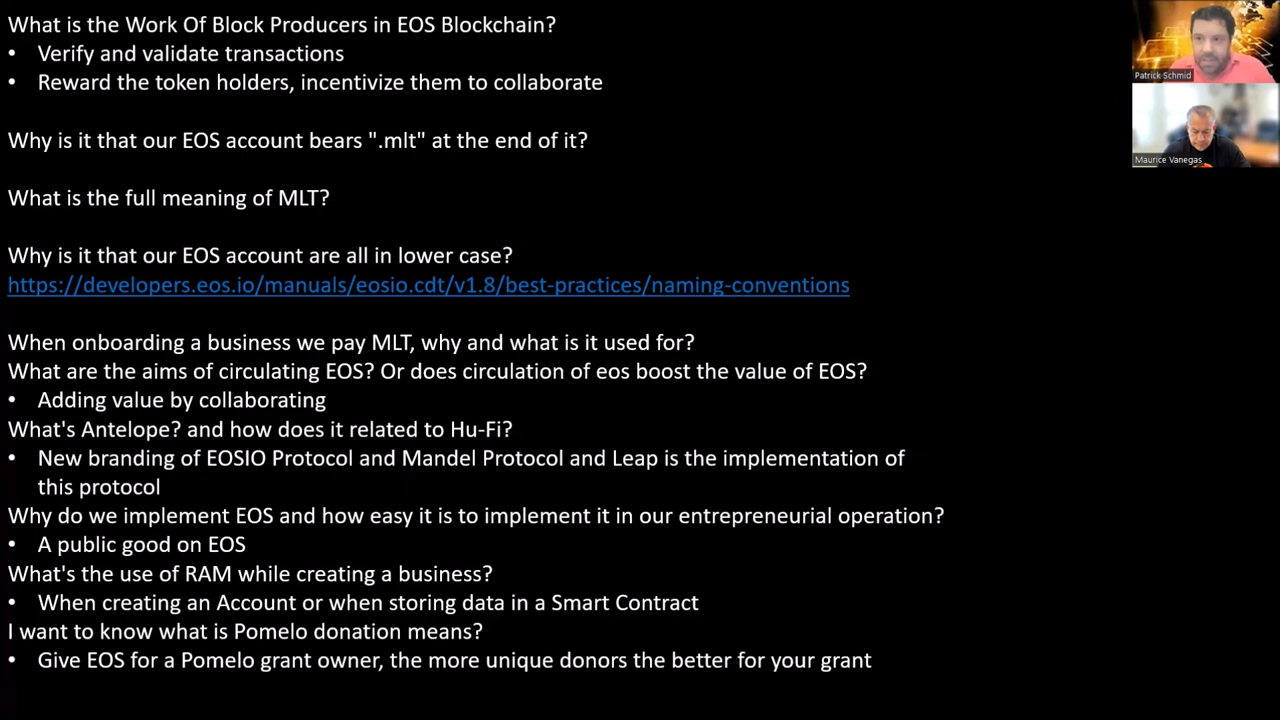 What is the Work Of Block Producers in EOS Blockchain?
• Verify and validate transactions
• Reward the token holders, incentivize them to collaborate
Why is it that our EOS account bears ".mlt" at the end of it?
What is the full meaning of MLT?
Why is it that our EOS account are all in lower case?
https://developers.eos.io/manuals/eosio.cdt/v1.8/best-practices/naming-conventions
When onboarding a business we pay MLT, why and what is it used for?
What are the aims of circulating EOS? Or does circulation of eos boost the value of EOS?
• Adding value by collaborating
What's Antelope? and how does it related to Hu-Fi?
• New branding of EOSIO Protocol and Mandel Protocol and Leap is the implementation of
this protocol
Why do we implement EOS and how easy it is to implement it in our entrepreneurial operation?
• A public good on EOS
What's the use of RAM while creating a business?
• When creating an Account or when storing data in a Smart Contract
I want to know what is Pomelo donation means?
• Give EOS for a Pomelo grant owner, the more unique donors the better for your grant
Patrick Schmid
Maurice Vanegas